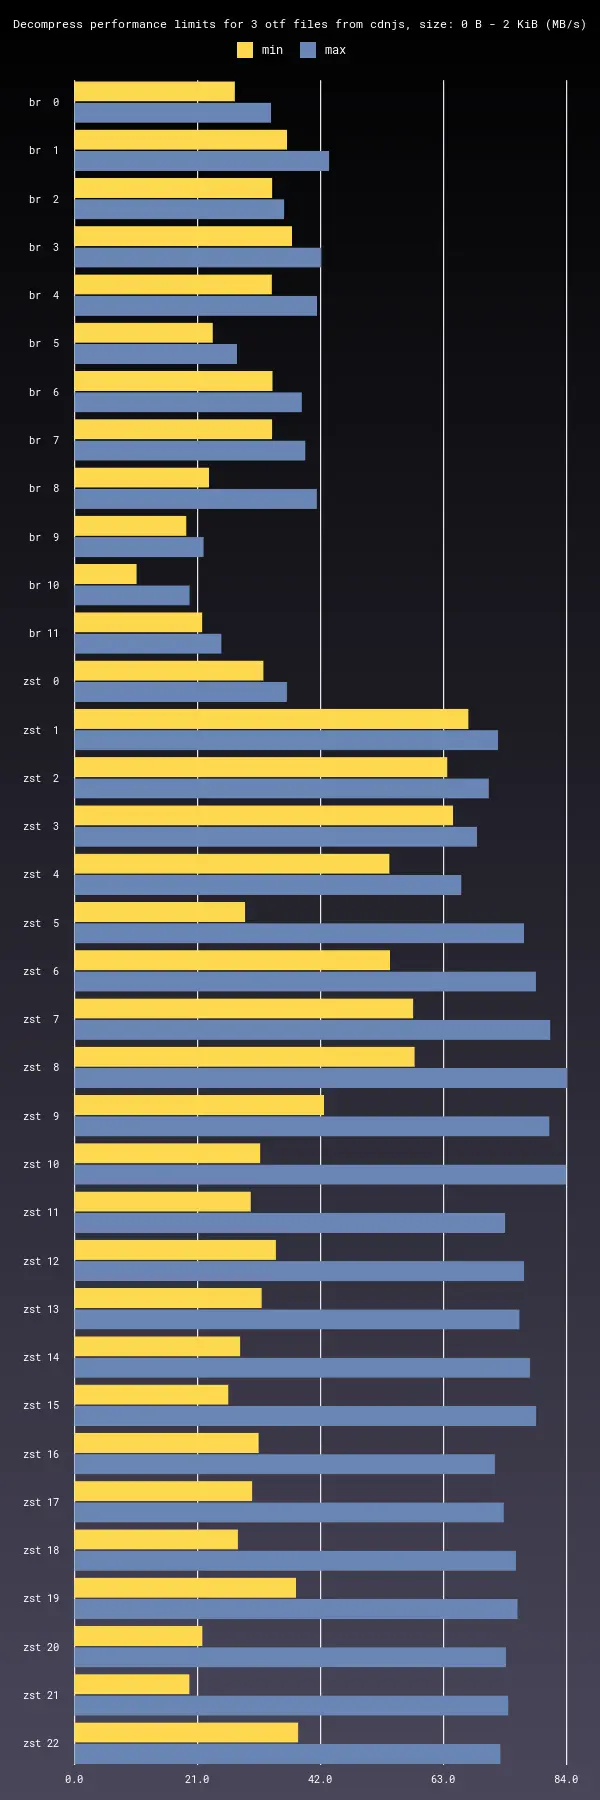 Decompress performance limits for 3 otf files from cdnjs, size: 0 B - 2 KiB (MB/s)
min max
br 0
br 1
br 2
br 3
br 4
br 5
br 6
br 7
br 8
br 9
br 10
br 11
zst 0
zst 1
zst 2
zst 3
zst 4
zst 5
zst 6
zst 7
zst 8
zst 9
zst 10
zst 11
zst 12
zst 13
zst 14
zst 15
zst 16
zst 17
zst 18
zst 19
zst 20
zst 21
zst 22
0.0 21.0 42.0 63.0 84.0